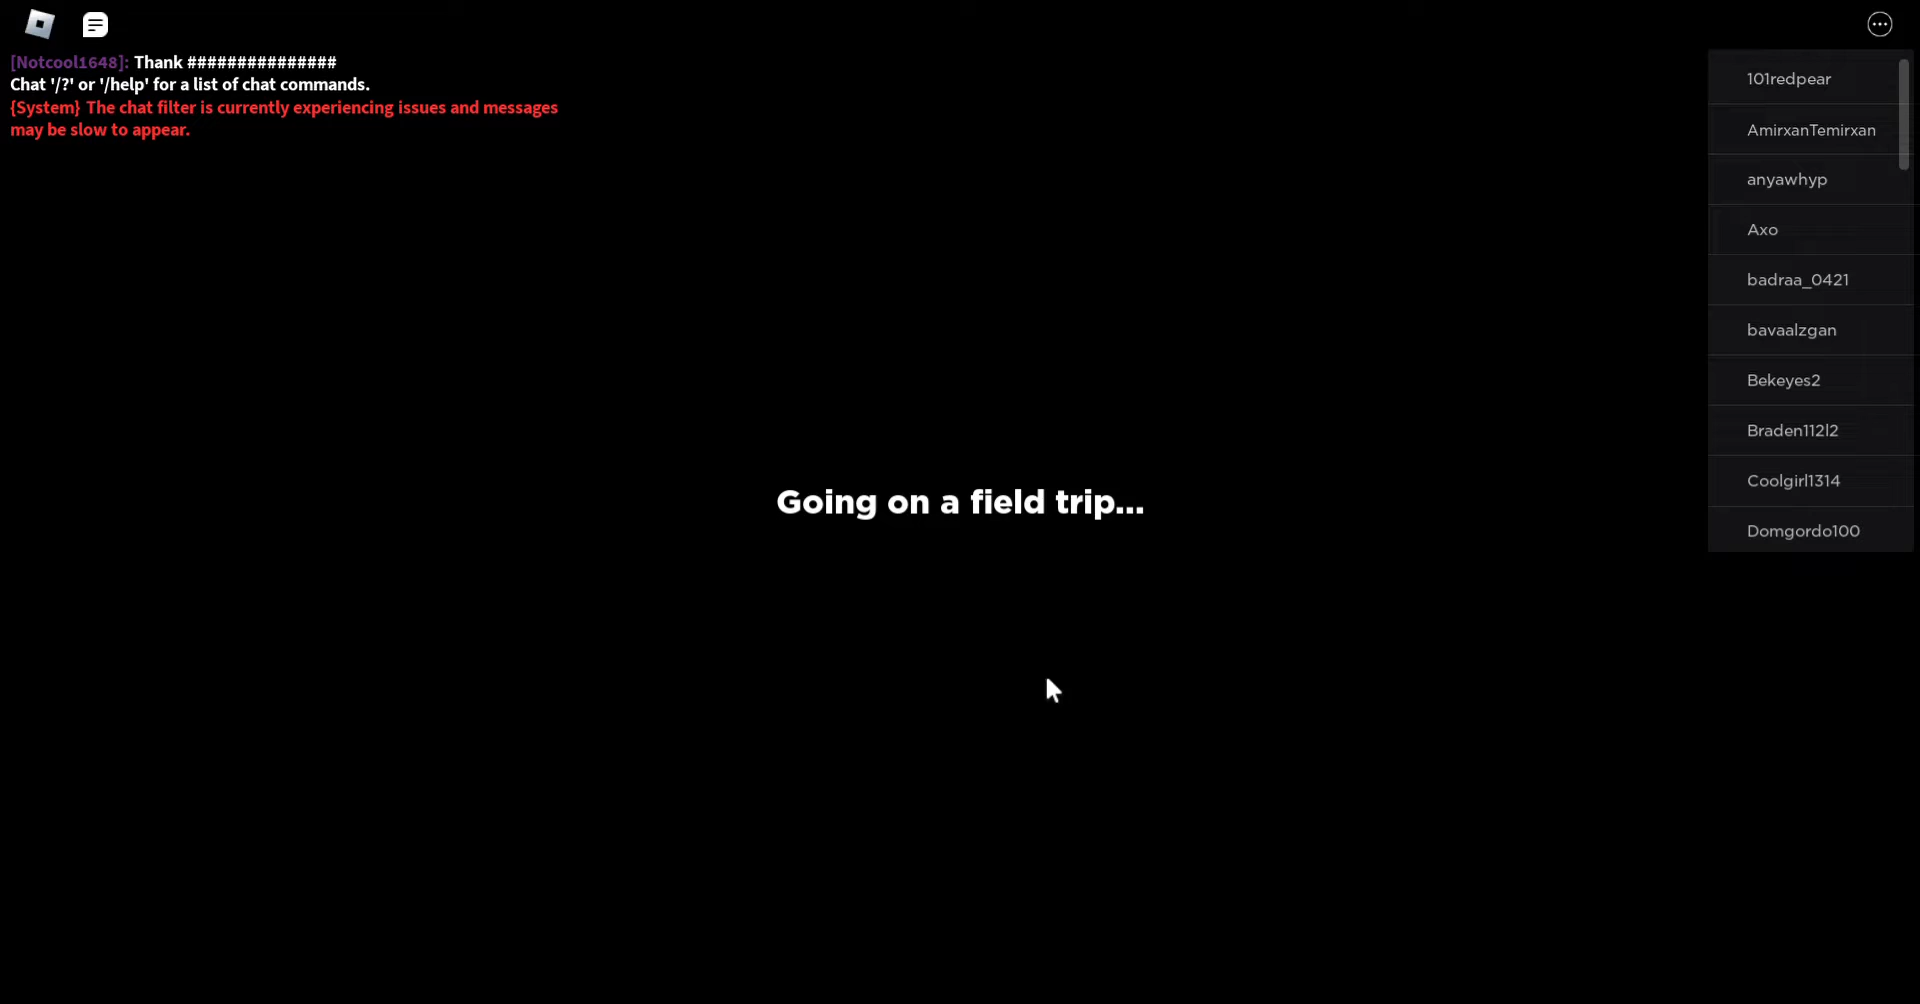 [Notcool1648]: Thank ###############
Chat '/?' or '/help' for a list of chat commands.
{System} The chat filter is currently experiencing issues and messages
may be slow to appear.
101redpear
AmirxanTemirxan
anyawhyp
Axo
badraa_0421
bavaalzgan
Bekeyes2
Braden112l2
Coolgirl1314
Domgordo100
Going on a field trip...